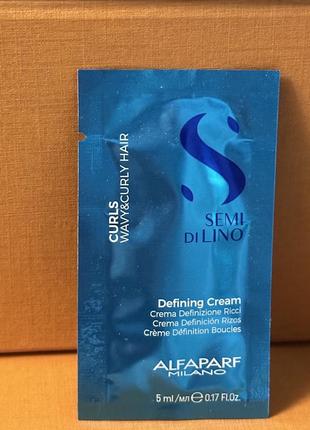 CURLS
WAVY&CURLY HAIR
SEMI
DI LINO
Defining Cream
Crema Definizione Ricci
Crema Definición Rizos
Crème Définition Boucles
ALFAPARF
MILANO
5 ml/мл ℮ 0.17 Fl.Oz.